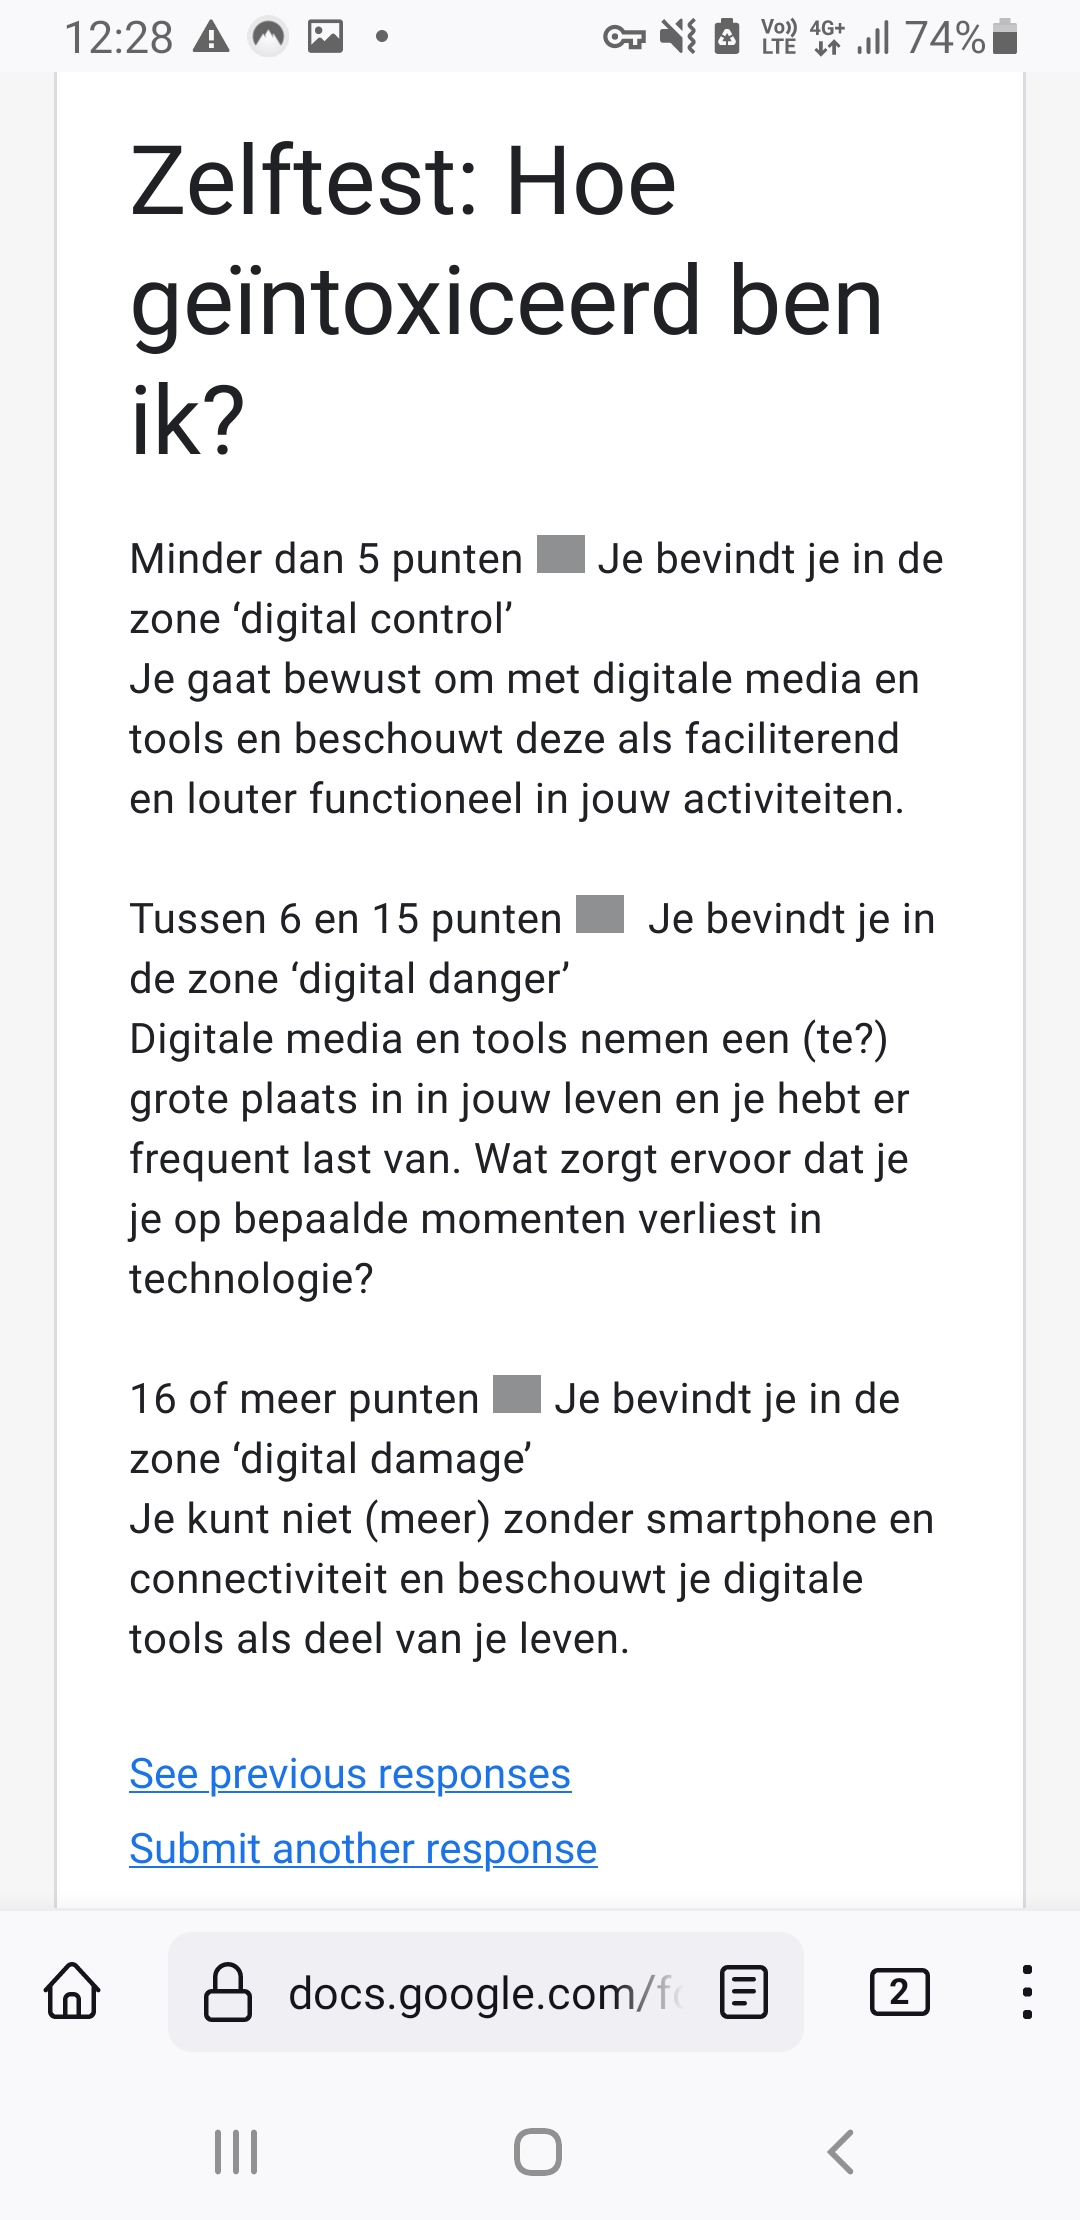 12:28
Vo)) LTE 4G+ 74%
Zelftest: Hoe
geïntoxiceerd ben
ik?
Minder dan 5 punten Je bevindt je in de
zone ‘digital control’
Je gaat bewust om met digitale media en
tools en beschouwt deze als faciliterend
en louter functioneel in jouw activiteiten.
Tussen 6 en 15 punten Je bevindt je in
de zone ‘digital danger’
Digitale media en tools nemen een (te?)
grote plaats in in jouw leven en je hebt er
frequent last van. Wat zorgt ervoor dat je
je op bepaalde momenten verliest in
technologie?
16 of meer punten Je bevindt je in de
zone ‘digital damage’
Je kunt niet (meer) zonder smartphone en
connectiviteit en beschouwt je digitale
tools als deel van je leven.
See previous responses
Submit another response
docs.google.com/fo
2